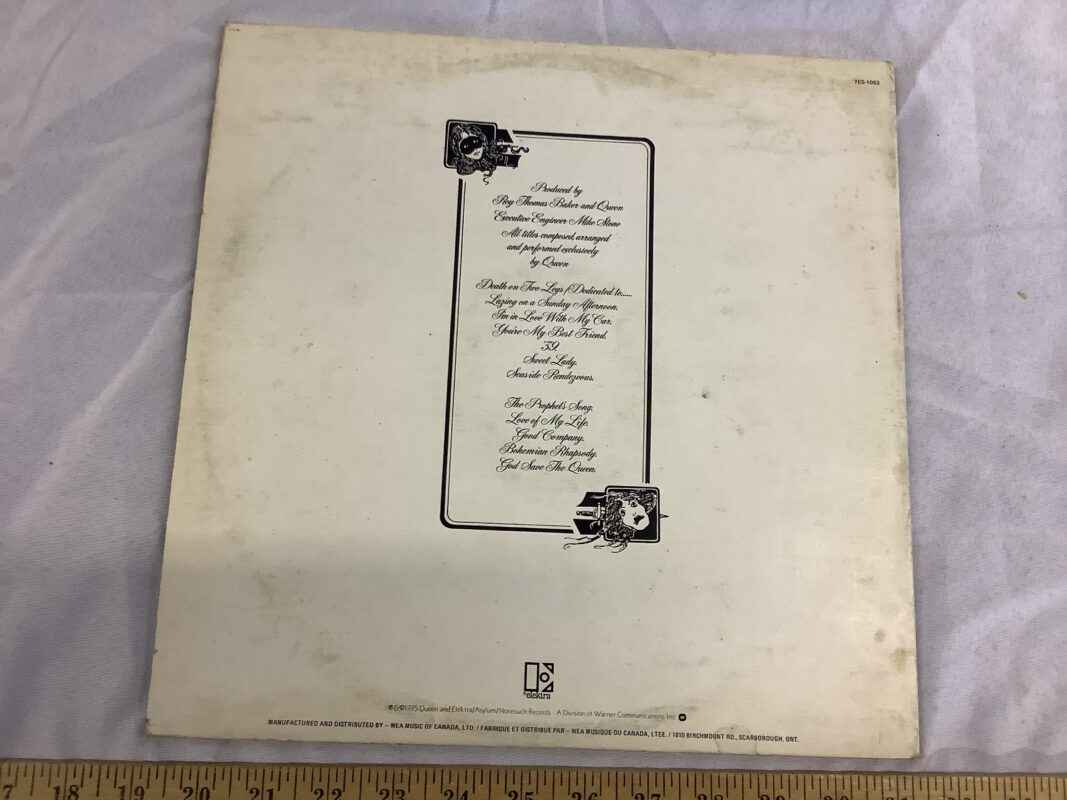 7ES-1053
Produced by
Roy Thomas Baker and Queen
Executive Engineer Mike Stone
All titles composed, arranged
and performed exclusively
by Queen
Death on Two Legs/Dedicated to......
Lazing on a Sunday Afternoon.
I'm in Love With My Car.
You're My Best Friend.
'39.
Sweet Lady.
Seaside Rendezvous.
The Prophet's Song.
Love of My Life.
Good Company.
Bohemian Rhapsody.
God Save The Queen.
elektra
℗ & © 1975 Queen and Elektra/Asylum/Nonesuch Records · A Division of Warner Communications, Inc.
MANUFACTURED AND DISTRIBUTED BY – WEA MUSIC OF CANADA, LTD. / FABRIQUE ET DISTRIBUE PAR – WEA MUSIQUE DU CANADA, LTEE. / 1810 BIRCHMOUNT RD., SCARBOROUGH, ONT.
17 18 19 20 21 22 23 24 25 26 27 28 29 30 31 32